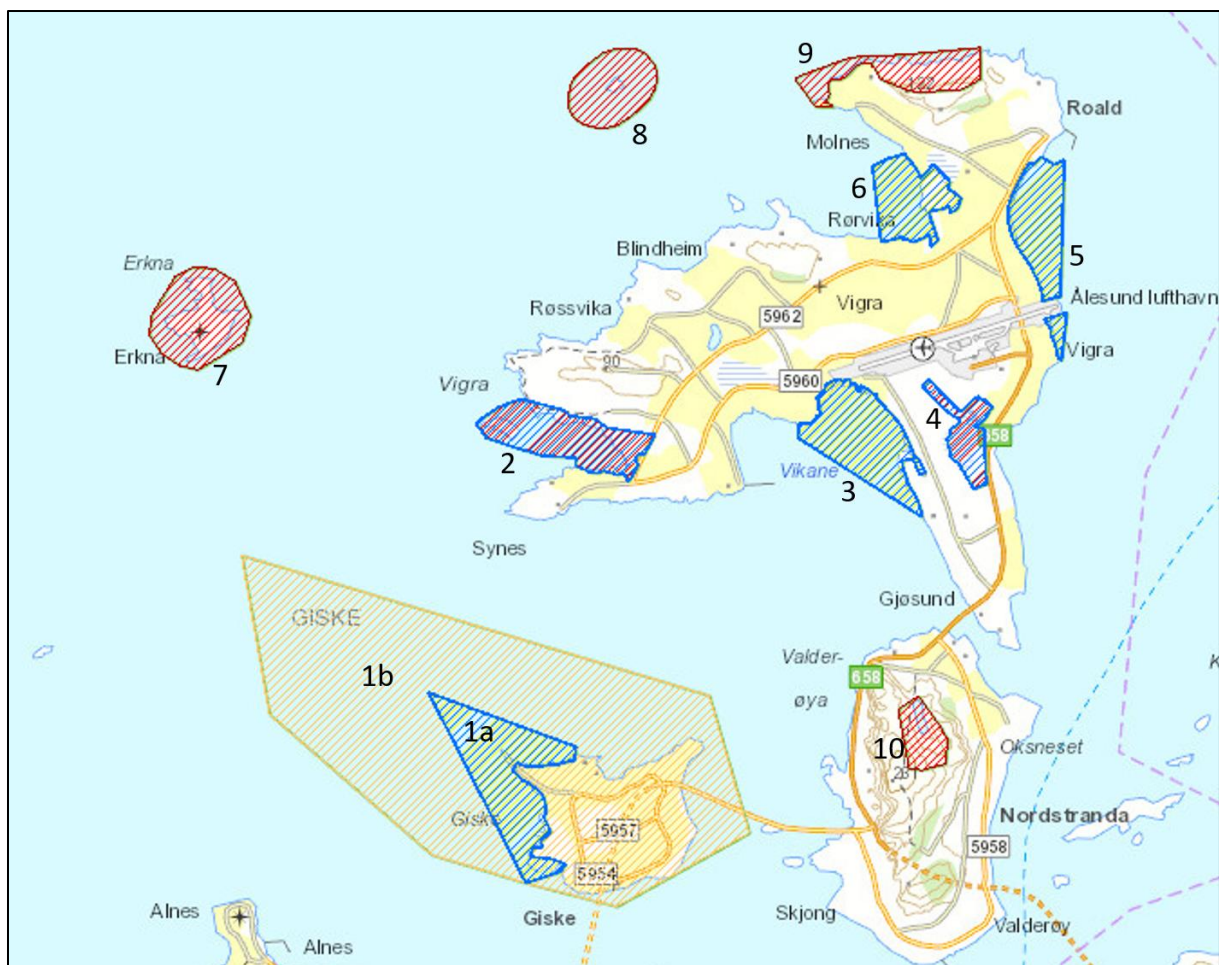 9
Roald
8
Molnes
6
Rørvika
Blindheim
5
Erkna
Ålesund lufthavn
Røssvika
5962
Vigra
Vigra
Erkna
7
90
5960
Vigra
4
658
2
Vikane
3
Synes
Gjøsund
GISKE
Valder-
658
1b
øya
1a
10
Oksneset
Giske
5957
Nordstranda
5958
5954
Alnes
Giske
Skjong
Valderøy
Alnes